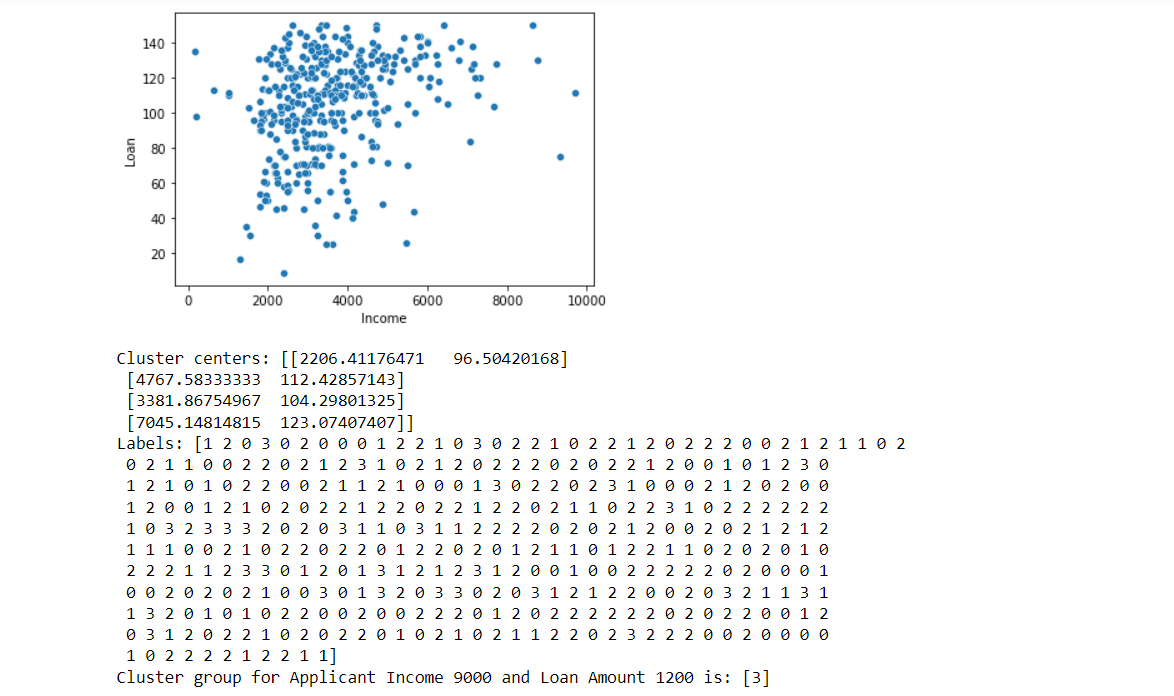 140
120
100
80
60
40
20
Loan
0 2000 4000 6000 8000 10000
Income
Cluster centers: [[2206.41176471 96.50420168]
[4767.58333333 112.42857143]
[3381.86754967 104.29801325]
[7045.14814815 123.07407407]]
Labels: [1 2 0 3 0 2 0 0 0 1 2 2 1 0 3 0 2 2 1 0 2 2 1 2 0 2 2 2 0 0 2 1 2 1 1 0 2
0 2 1 1 0 0 2 2 0 2 1 2 3 1 0 2 1 2 0 2 2 2 0 2 0 2 2 1 2 0 0 1 0 1 2 3 0
1 2 1 0 1 0 2 2 0 0 2 1 1 2 1 0 0 0 1 3 0 2 2 0 2 3 1 0 0 0 2 1 2 0 2 0 0
1 2 0 0 1 2 1 0 2 0 2 2 1 2 2 0 2 2 1 2 2 0 2 1 1 0 2 2 3 1 0 2 2 2 2 2 2
1 0 3 2 3 3 3 2 0 2 0 3 1 1 0 3 1 1 2 2 2 2 0 2 0 2 1 2 0 0 2 0 2 1 2 1 2
1 1 1 0 0 2 1 0 2 2 0 2 2 0 1 2 2 0 2 0 1 2 1 1 0 1 2 2 1 1 0 2 0 2 0 1 0
2 2 2 1 1 2 3 3 0 1 2 0 1 3 1 2 1 2 3 1 2 0 0 1 0 0 2 2 2 2 2 0 2 0 0 0 1
0 0 2 0 2 0 2 1 0 0 3 0 1 3 2 0 3 3 0 2 0 3 1 2 1 2 2 0 0 2 0 3 2 1 1 3 1
1 3 2 0 1 0 1 0 2 2 0 0 2 0 0 2 2 2 0 1 2 0 2 2 2 2 2 2 0 2 0 2 2 0 0 1 2
0 3 1 2 0 2 2 1 0 2 0 2 2 0 1 0 2 1 0 2 1 1 2 2 0 2 3 2 2 2 0 0 2 0 0 0 0
1 0 2 2 2 2 1 2 2 1 1]
Cluster group for Applicant Income 9000 and Loan Amount 1200 is: [3]